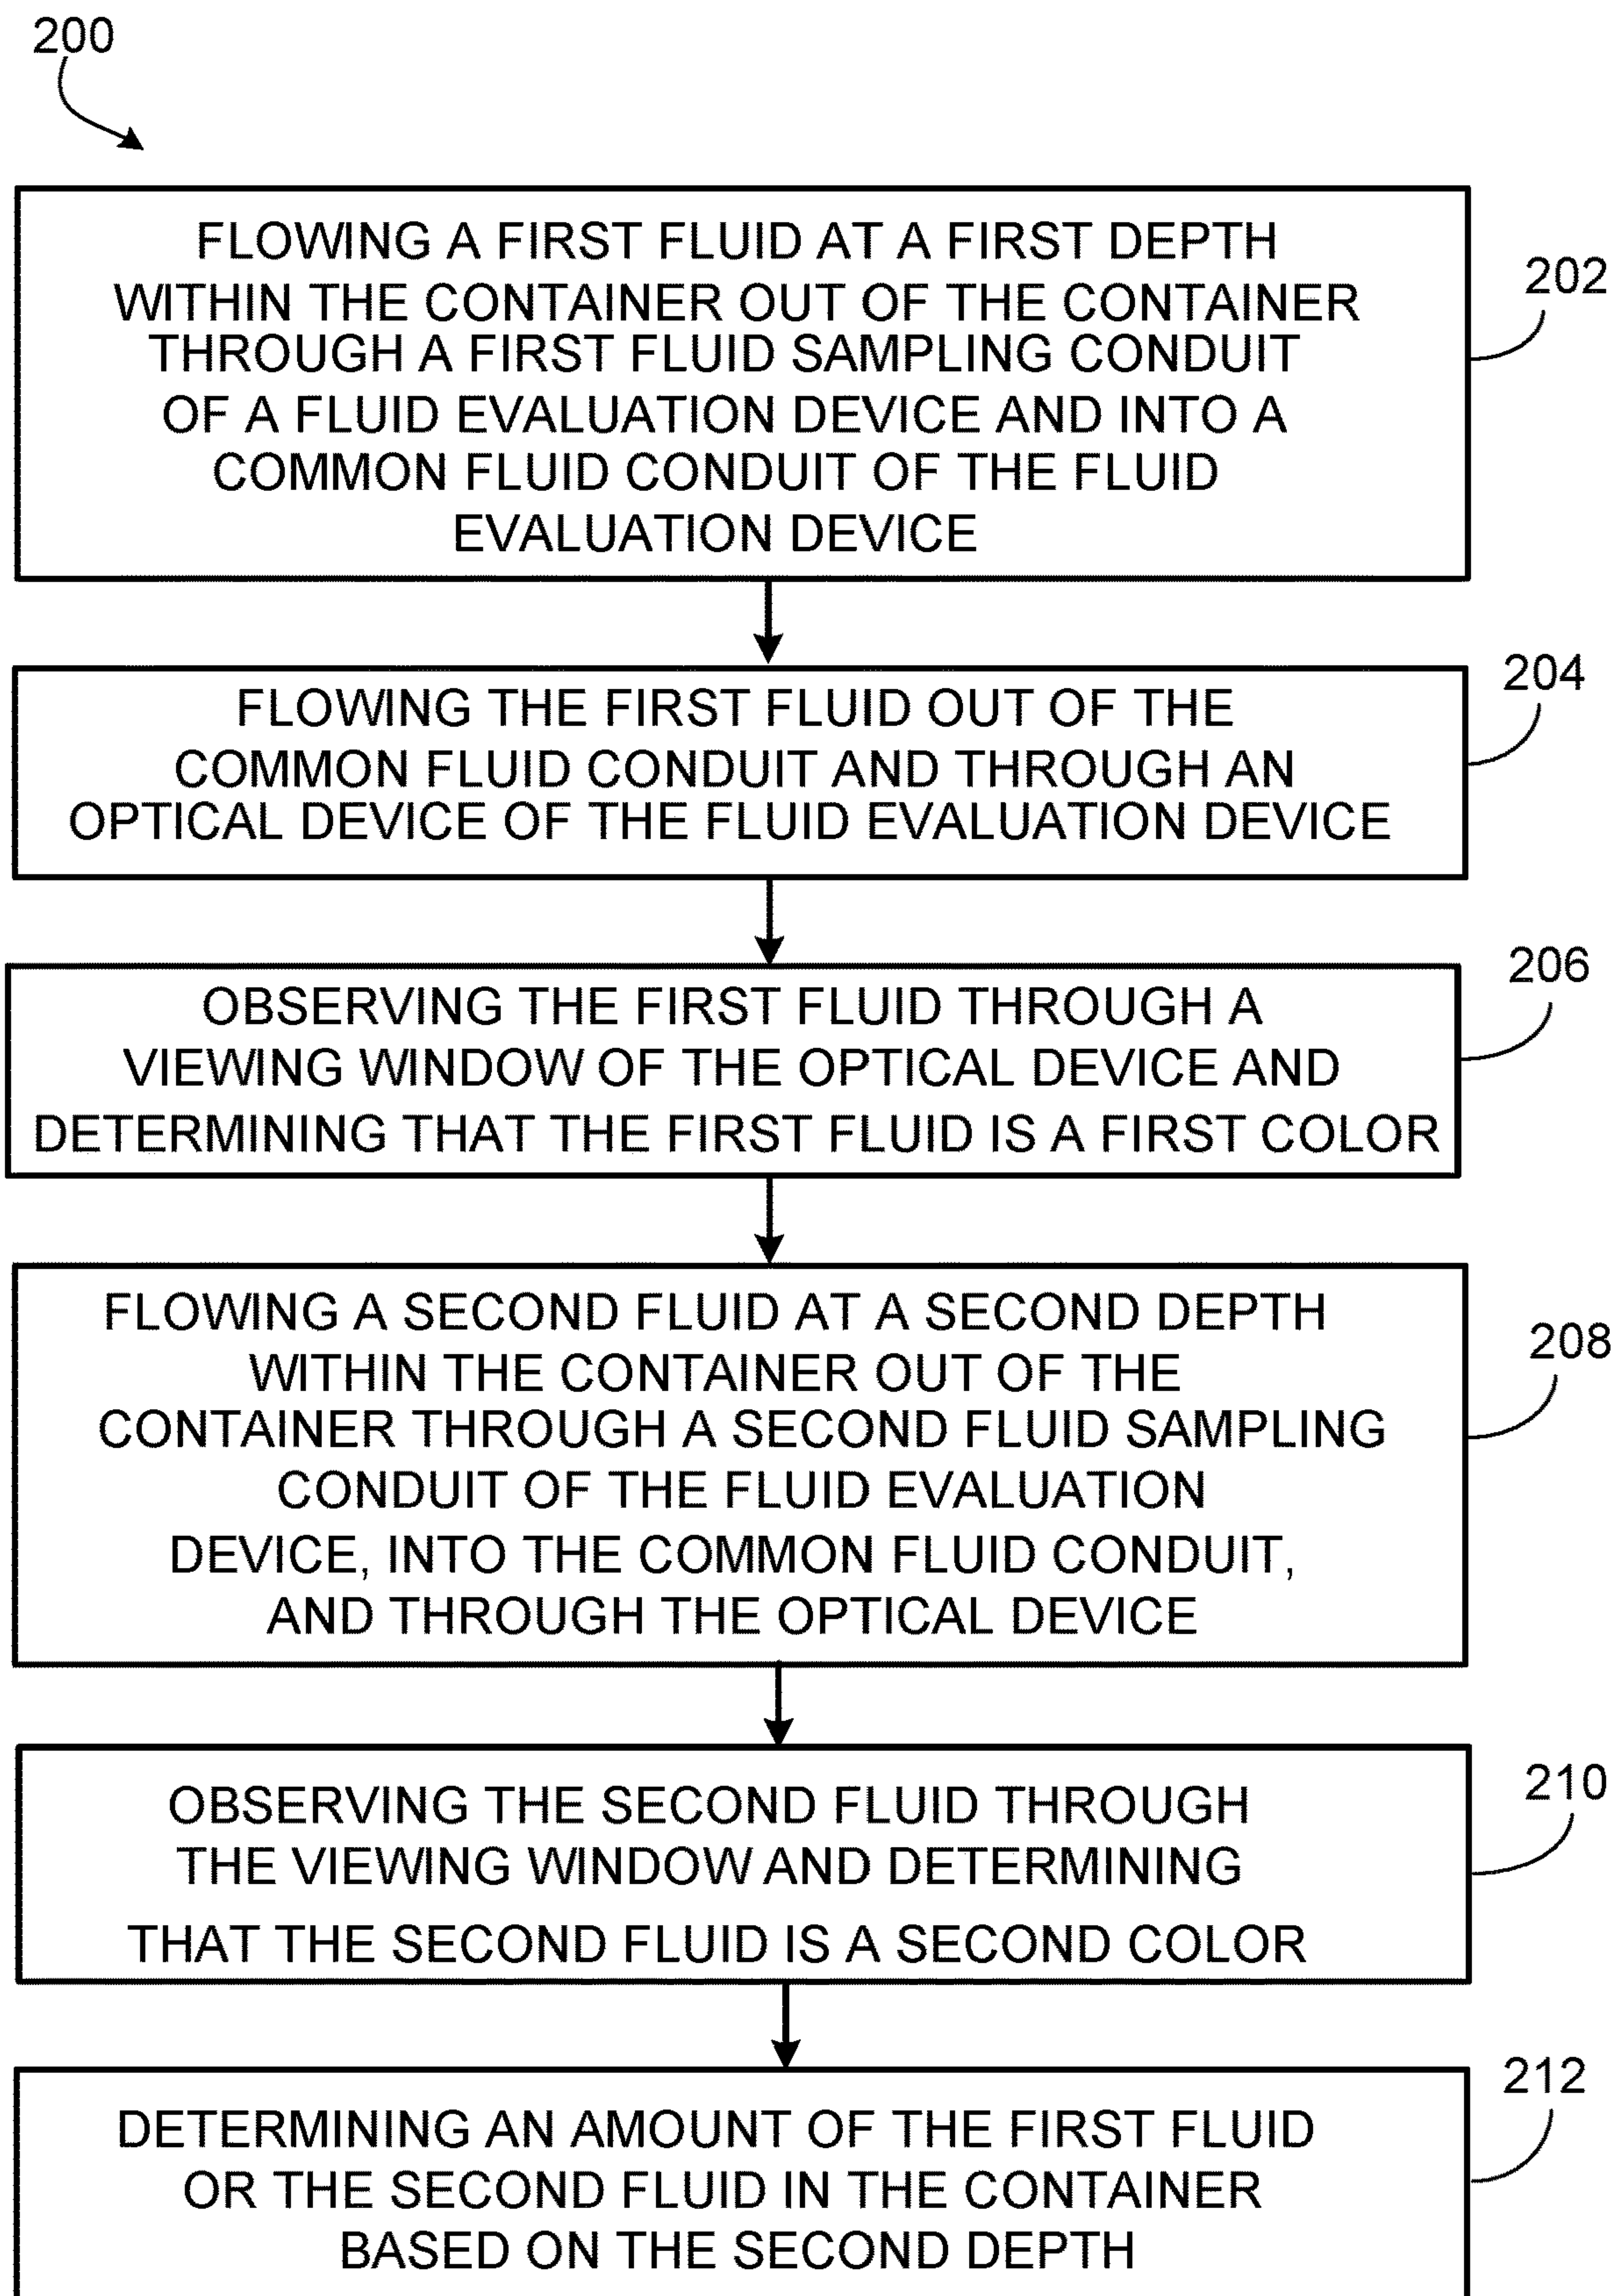 200
FLOWING A FIRST FLUID AT A FIRST DEPTH
WITHIN THE CONTAINER OUT OF THE CONTAINER
THROUGH A FIRST FLUID SAMPLING CONDUIT
OF A FLUID EVALUATION DEVICE AND INTO A
COMMON FLUID CONDUIT OF THE FLUID
EVALUATION DEVICE
202
FLOWING THE FIRST FLUID OUT OF THE
COMMON FLUID CONDUIT AND THROUGH AN
OPTICAL DEVICE OF THE FLUID EVALUATION DEVICE
204
OBSERVING THE FIRST FLUID THROUGH A
VIEWING WINDOW OF THE OPTICAL DEVICE AND
DETERMINING THAT THE FIRST FLUID IS A FIRST COLOR
206
FLOWING A SECOND FLUID AT A SECOND DEPTH
WITHIN THE CONTAINER OUT OF THE
CONTAINER THROUGH A SECOND FLUID SAMPLING
CONDUIT OF THE FLUID EVALUATION
DEVICE, INTO THE COMMON FLUID CONDUIT,
AND THROUGH THE OPTICAL DEVICE
208
OBSERVING THE SECOND FLUID THROUGH
THE VIEWING WINDOW AND DETERMINING
THAT THE SECOND FLUID IS A SECOND COLOR
210
DETERMINING AN AMOUNT OF THE FIRST FLUID
OR THE SECOND FLUID IN THE CONTAINER
BASED ON THE SECOND DEPTH
212